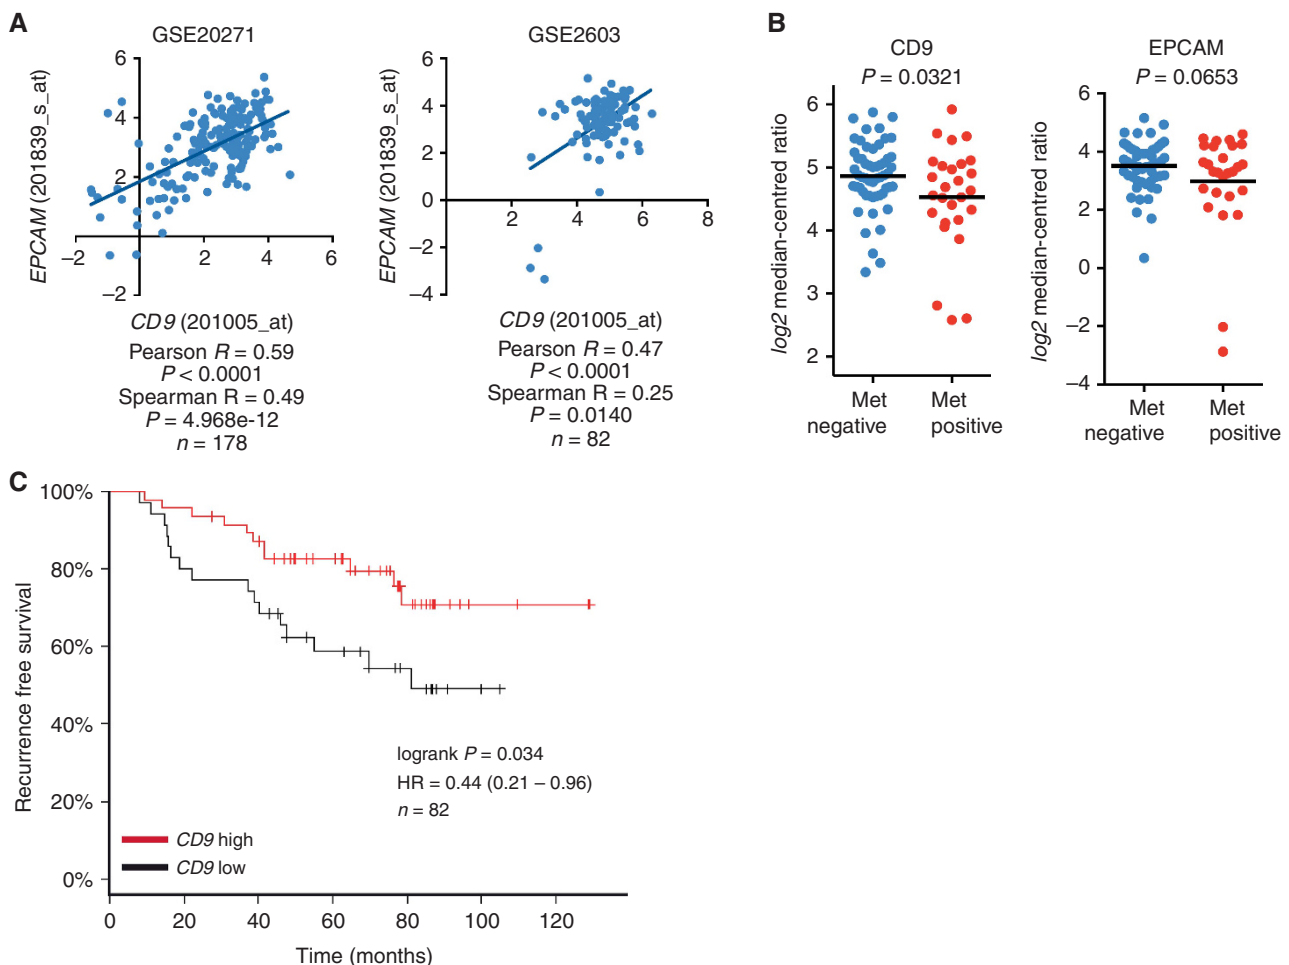 A
GSE20271
EPCAM (201839_s_at)
6
4
2
−2
−2
2
4
6
CD9 (201005_at)
Pearson R = 0.59
P < 0.0001
Spearman R = 0.49
P = 4.968e-12
n = 178
GSE2603
EPCAM (201839_s_at)
6
4
2
0
−2
−4
2
4
6
8
CD9 (201005_at)
Pearson R = 0.47
P < 0.0001
Spearman R = 0.25
P = 0.0140
n = 82
B
CD9
P = 0.0321
log2 median-centred ratio
6
5
4
3
2
Met
negative
Met
positive
EPCAM
P = 0.0653
log2 median-centred ratio
6
4
2
0
−2
−4
Met
negative
Met
positive
C
Recurrence free survival
100%
80%
60%
40%
20%
0%
logrank P = 0.034
HR = 0.44 (0.21 – 0.96)
n = 82
CD9 high
CD9 low
0
20
40
60
80
100
120
Time (months)